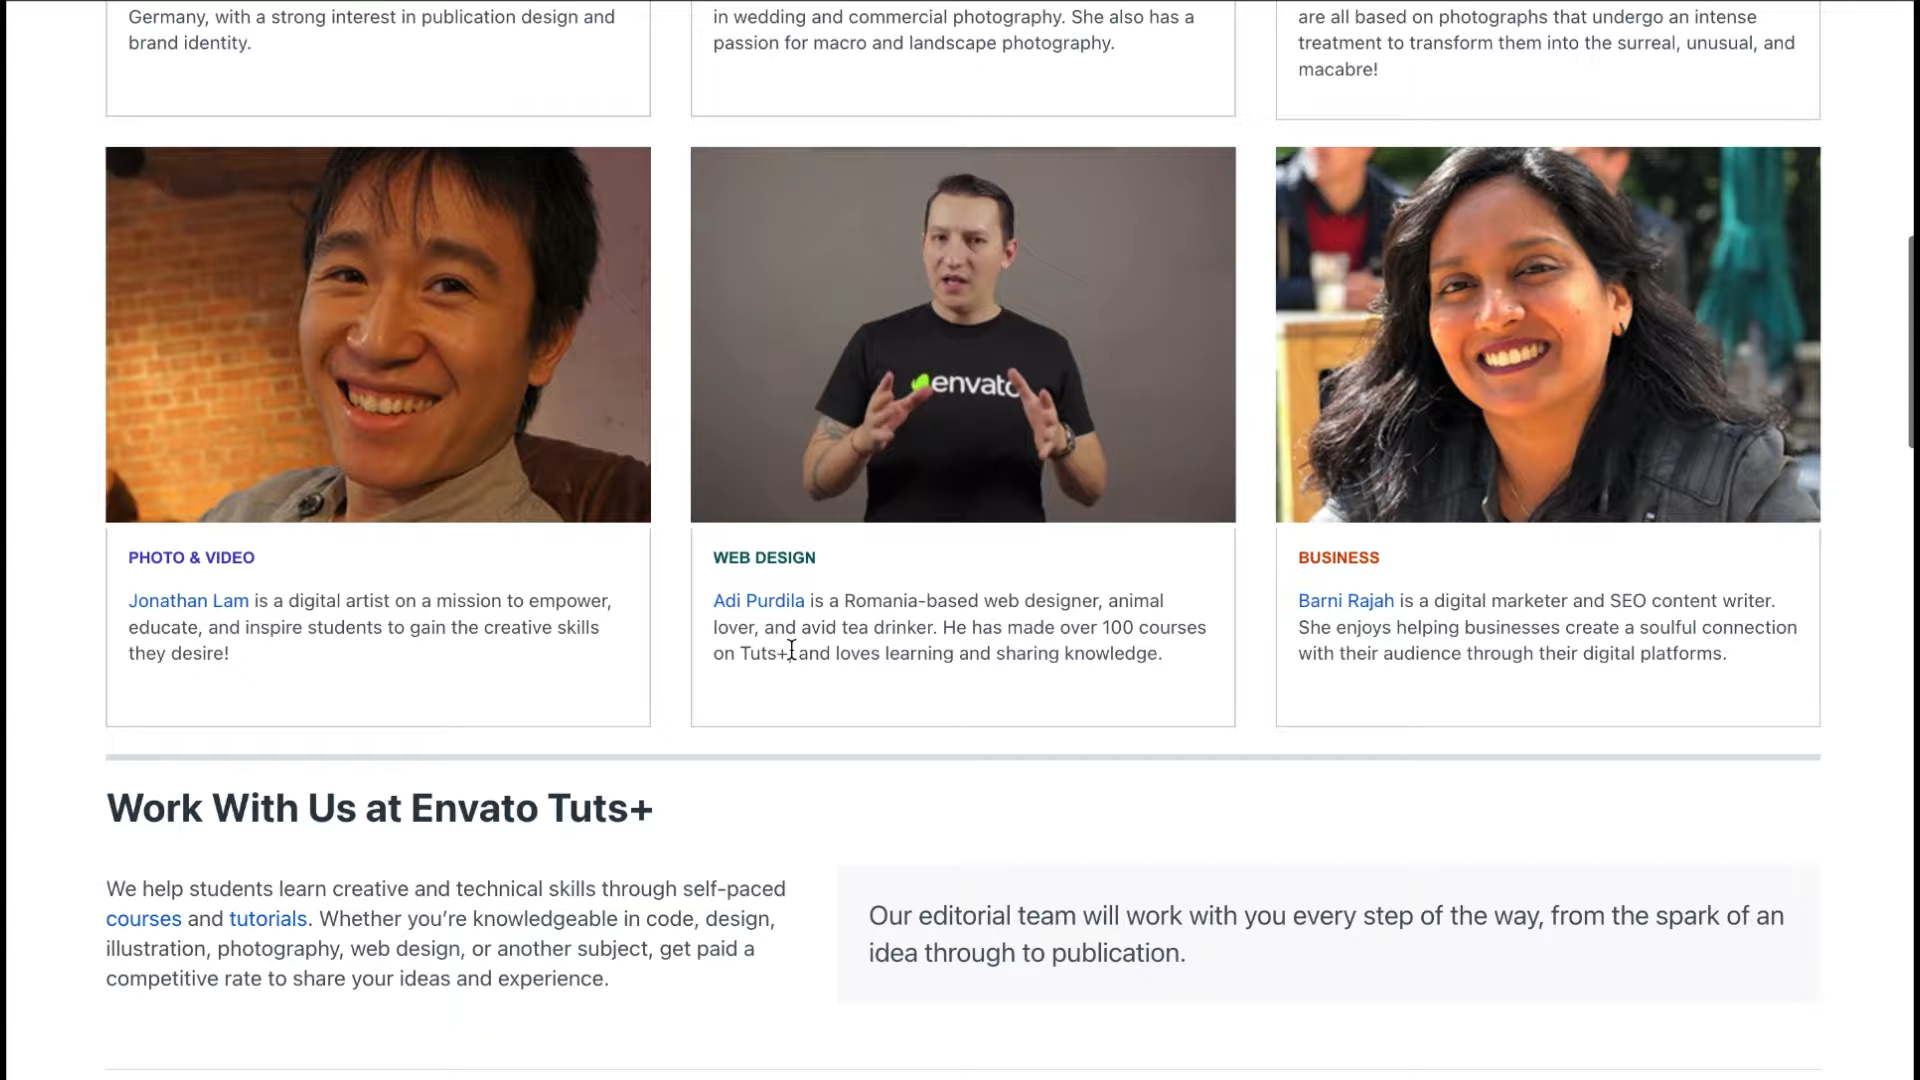 Germany, with a strong interest in publication design and
brand identity.
in wedding and commercial photography. She also has a
passion for macro and landscape photography.
are all based on photographs that undergo an intense
treatment to transform them into the surreal, unusual, and
macabre!
envato
PHOTO & VIDEO
Jonathan Lam is a digital artist on a mission to empower,
educate, and inspire students to gain the creative skills
they desire!
WEB DESIGN
Adi Purdila is a Romania-based web designer, animal
lover, and avid tea drinker. He has made over 100 courses
on Tuts+, and loves learning and sharing knowledge.
BUSINESS
Barni Rajah is a digital marketer and SEO content writer.
She enjoys helping businesses create a soulful connection
with their audience through their digital platforms.
Work With Us at Envato Tuts+
We help students learn creative and technical skills through self-paced
courses and tutorials. Whether you’re knowledgeable in code, design,
illustration, photography, web design, or another subject, get paid a
competitive rate to share your ideas and experience.
Our editorial team will work with you every step of the way, from the spark of an
idea through to publication.